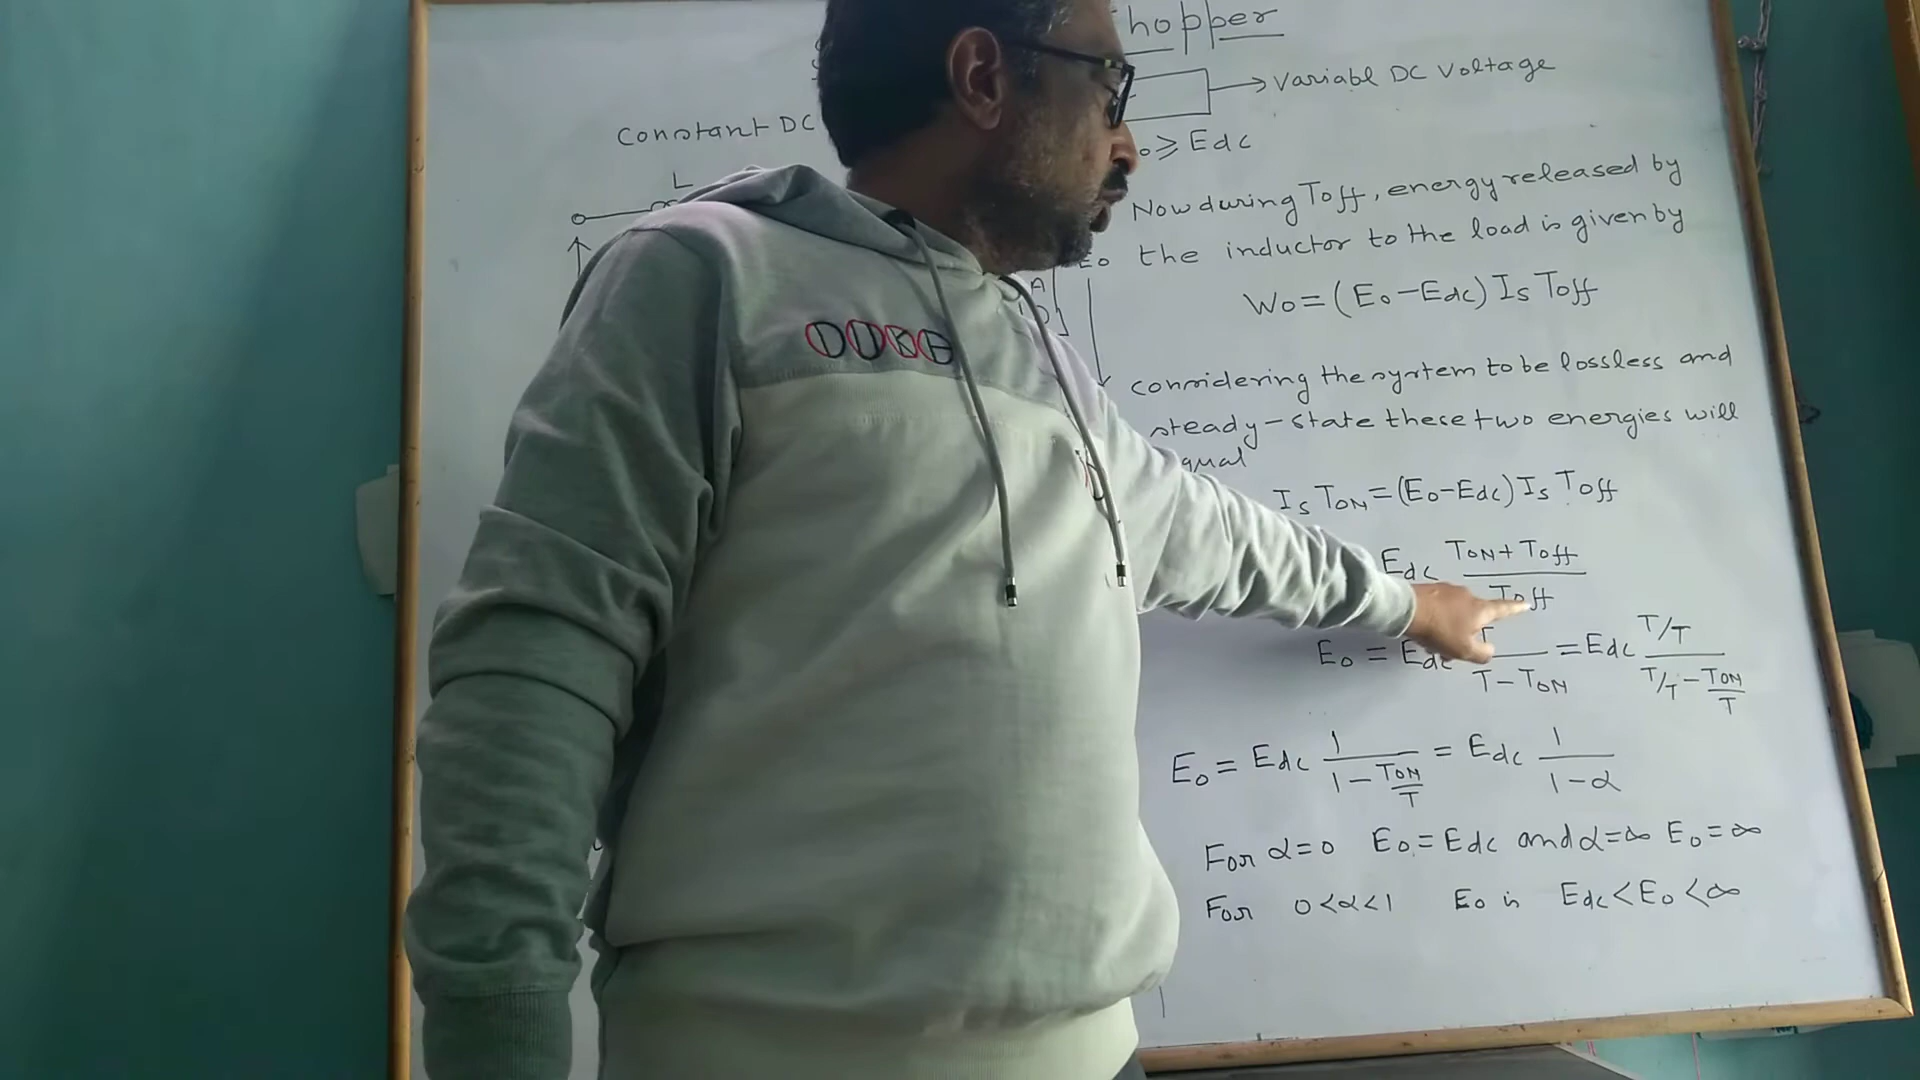 hopper
Constant DC
→ Variabl DC Voltage
o ≥ Edc
L
Now during Toff, energy released by
the inductor to the load is given by
Eo
A
D
Wo = (Eo - Edc) Is Toff
DUKE
Considering the system to be lossless and
steady-state these two energies will
qual
Is TON = (Eo - Edc) Is Toff
Edc (TON + Toff)/Toff
Eo = Edc T/(T - TON) = Edc (T/T)/(T/T - TON/T)
Eo = Edc 1/(1 - TON/T) = Edc 1/(1 - α)
For α = 0 Eo = Edc and α = ∞ Eo = ∞
For 0 < α < 1 Eo is Edc < Eo < ∞